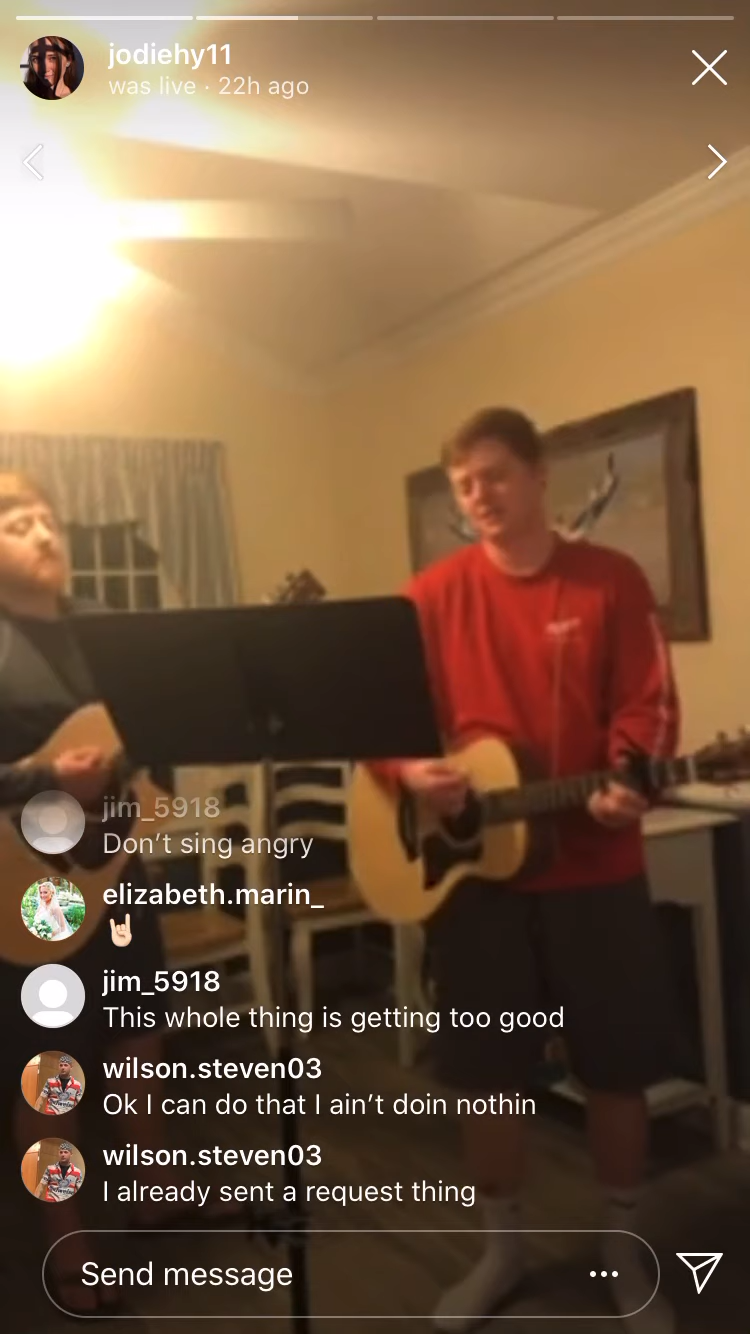 jodiehy11
was live · 22h ago
jim_5918
Don't sing angry
elizabeth.marin_
🤘🏻
jim_5918
This whole thing is getting too good
wilson.steven03
Ok I can do that I ain't doin nothin
wilson.steven03
I already sent a request thing
Send message